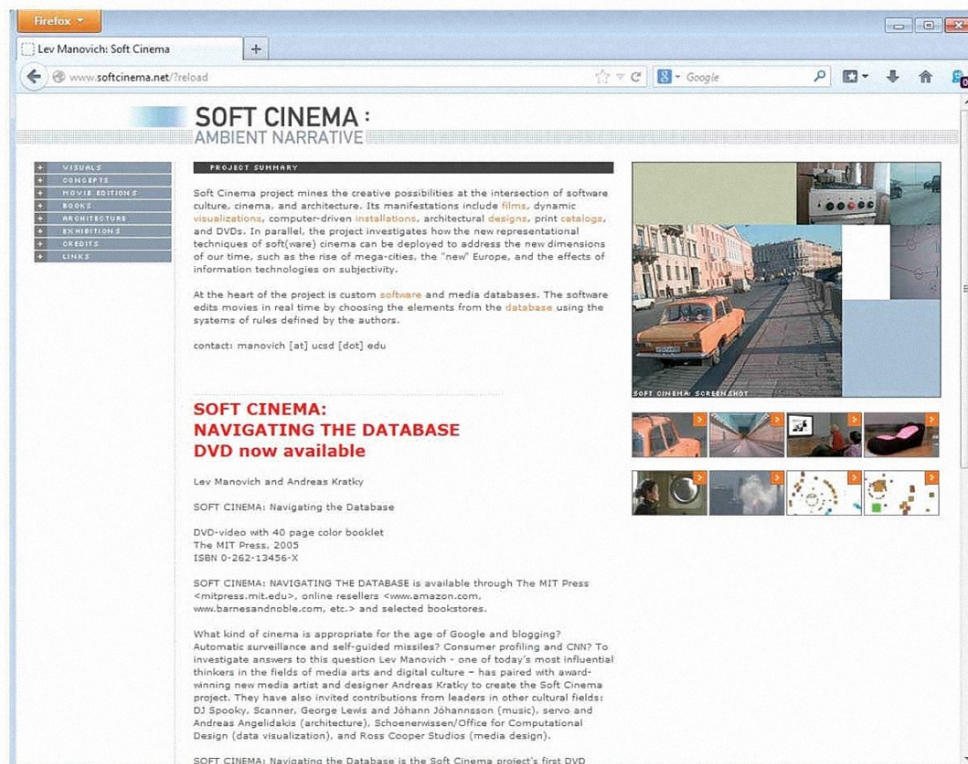 Firefox
Lev Manovich: Soft Cinema
www.softcinema.net/?reload
Google
SOFT CINEMA :
AMBIENT NARRATIVE
VISUALS
CONCEPTS
MOVIE EDITIONS
BOOKS
ARCHITECTURE
EXHIBITIONS
CREDITS
LINKS
PROJECT SUMMARY
Soft Cinema project mines the creative possibilities at the intersection of software
culture, cinema, and architecture. Its manifestations include films, dynamic
visualizations, computer-driven installations, architectural designs, print catalogs,
and DVDs. In parallel, the project investigates how the new representational
techniques of soft(ware) cinema can be deployed to address the new dimensions
of our time, such as the rise of mega-cities, the "new" Europe, and the effects of
information technologies on subjectivity.
At the heart of the project is custom software and media databases. The software
edits movies in real time by choosing the elements from the database using the
systems of rules defined by the authors.
contact: manovich [at] ucsd [dot] edu
SOFT CINEMA:
NAVIGATING THE DATABASE
DVD now available
Lev Manovich and Andreas Kratky
SOFT CINEMA: Navigating the Database
DVD-video with 40 page color booklet
The MIT Press, 2005
ISBN 0-262-13456-X
SOFT CINEMA: NAVIGATING THE DATABASE is available through The MIT Press
<mitpress.mit.edu>, online resellers <www.amazon.com,
www.barnesandnoble.com, etc.> and selected bookstores.
What kind of cinema is appropriate for the age of Google and blogging?
Automatic surveillance and self-guided missiles? Consumer profiling and CNN? To
investigate answers to this question Lev Manovich - one of today's most influential
thinkers in the fields of media arts and digital culture – has paired with award-
winning new media artist and designer Andreas Kratky to create the Soft Cinema
project. They have also invited contributions from leaders in other cultural fields:
DJ Spooky, Scanner, George Lewis and Jóhann Jóhannsson (music), servo and
Andreas Angelidakis (architecture), Schoenerwissen/Office for Computational
Design (data visualization), and Ross Cooper Studios (media design).
SOFT CINEMA: Navigating the Database is the Soft Cinema project's first DVD
SOFT CINEMA SCREENSHOT